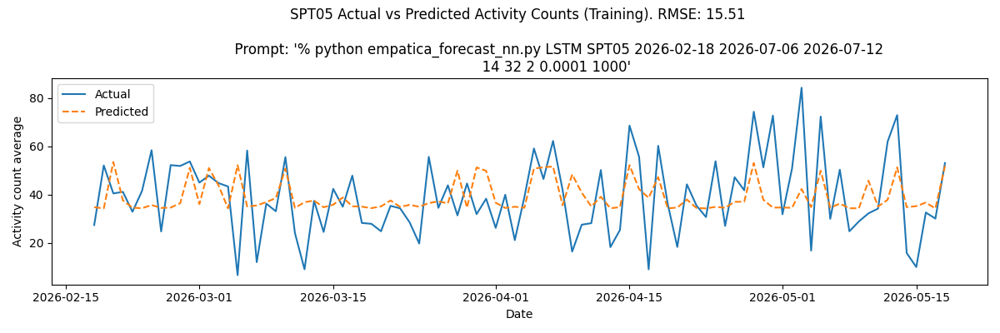 SPT05 Actual vs Predicted Activity Counts (Training). RMSE: 15.51
Prompt: '% python empatica_forecast_nn.py LSTM SPT05 2026-02-18 2026-07-06 2026-07-12
14 32 2 0.0001 1000'
Actual
Predicted
Activity count average
80
60
40
20
2026-02-15
2026-03-01
2026-03-15
2026-04-01
2026-04-15
2026-05-01
2026-05-15
Date